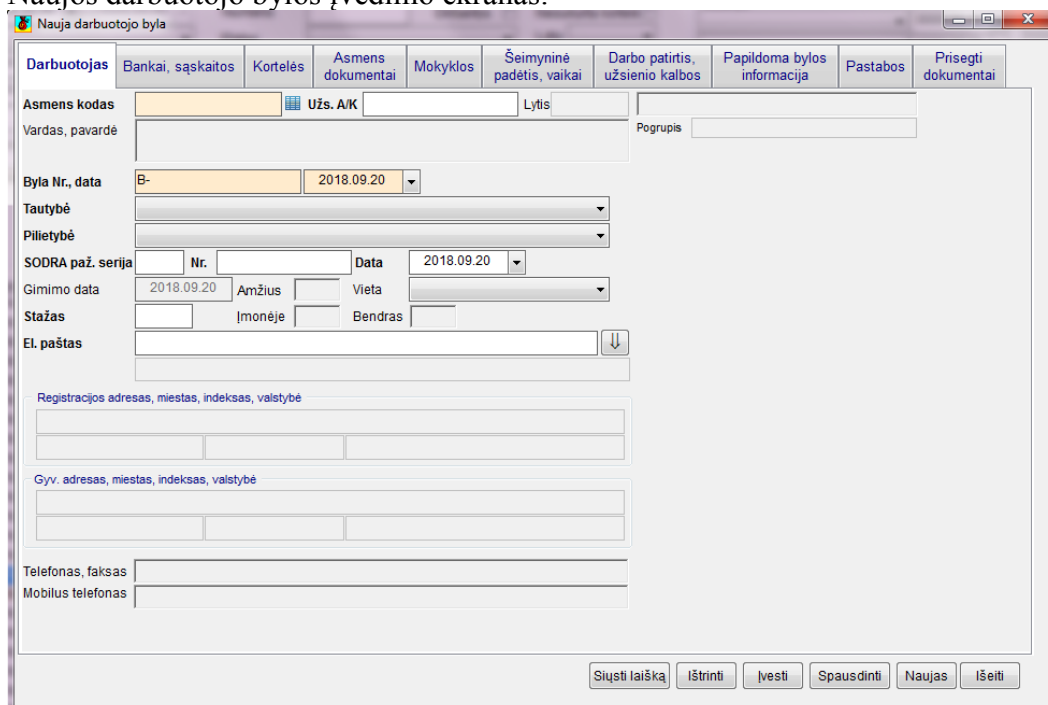 Naujos darbuotojo bylos įvedimo ekranas:
Nauja darbuotojo byla
Darbuotojas Bankai, sąskaitos Kortelės Asmens dokumentai Mokyklos Šeimyninė padėtis, vaikai Darbo patirtis, užsienio kalbos Papildoma bylos informacija Pastabos Prisegti dokumentai
Asmens kodas Užs. A/K Lytis
Vardas, pavardė Pogrupis
Byla Nr., data B- 2018.09.20
Tautybė
Pilietybė
SODRA paž. serija Nr. Data 2018.09.20
Gimimo data 2018.09.20 Amžius Vieta
Stažas Įmonėje Bendras
El. paštas
Registracijos adresas, miestas, indeksas, valstybė
Gyv. adresas, miestas, indeksas, valstybė
Telefonas, faksas
Mobilus telefonas
Siųsti laišką Ištrinti Įvesti Spausdinti Naujas Išeiti